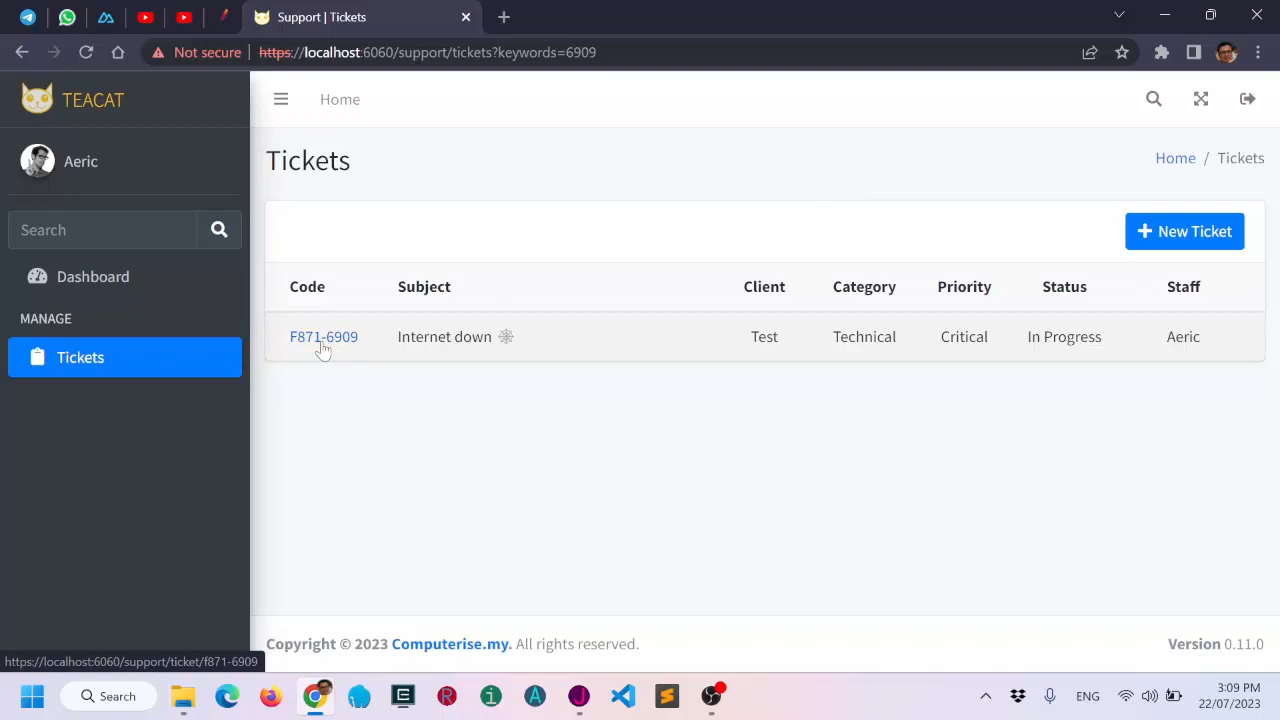 Support | Tickets
Not secure https://localhost:6060/support/tickets?keywords=6909
TEACAT
Home
Aeric
Tickets
Home / Tickets
Search
New Ticket
Dashboard
MANAGE
Tickets
Code Subject Client Category Priority Status Staff
F871-6909 Internet down Test Technical Critical In Progress Aeric
Copyright © 2023 Computerise.my. All rights reserved.
Version 0.11.0
https://localhost:6060/support/ticket/f871-6909
Search
ENG
3:09 PM
22/07/2023